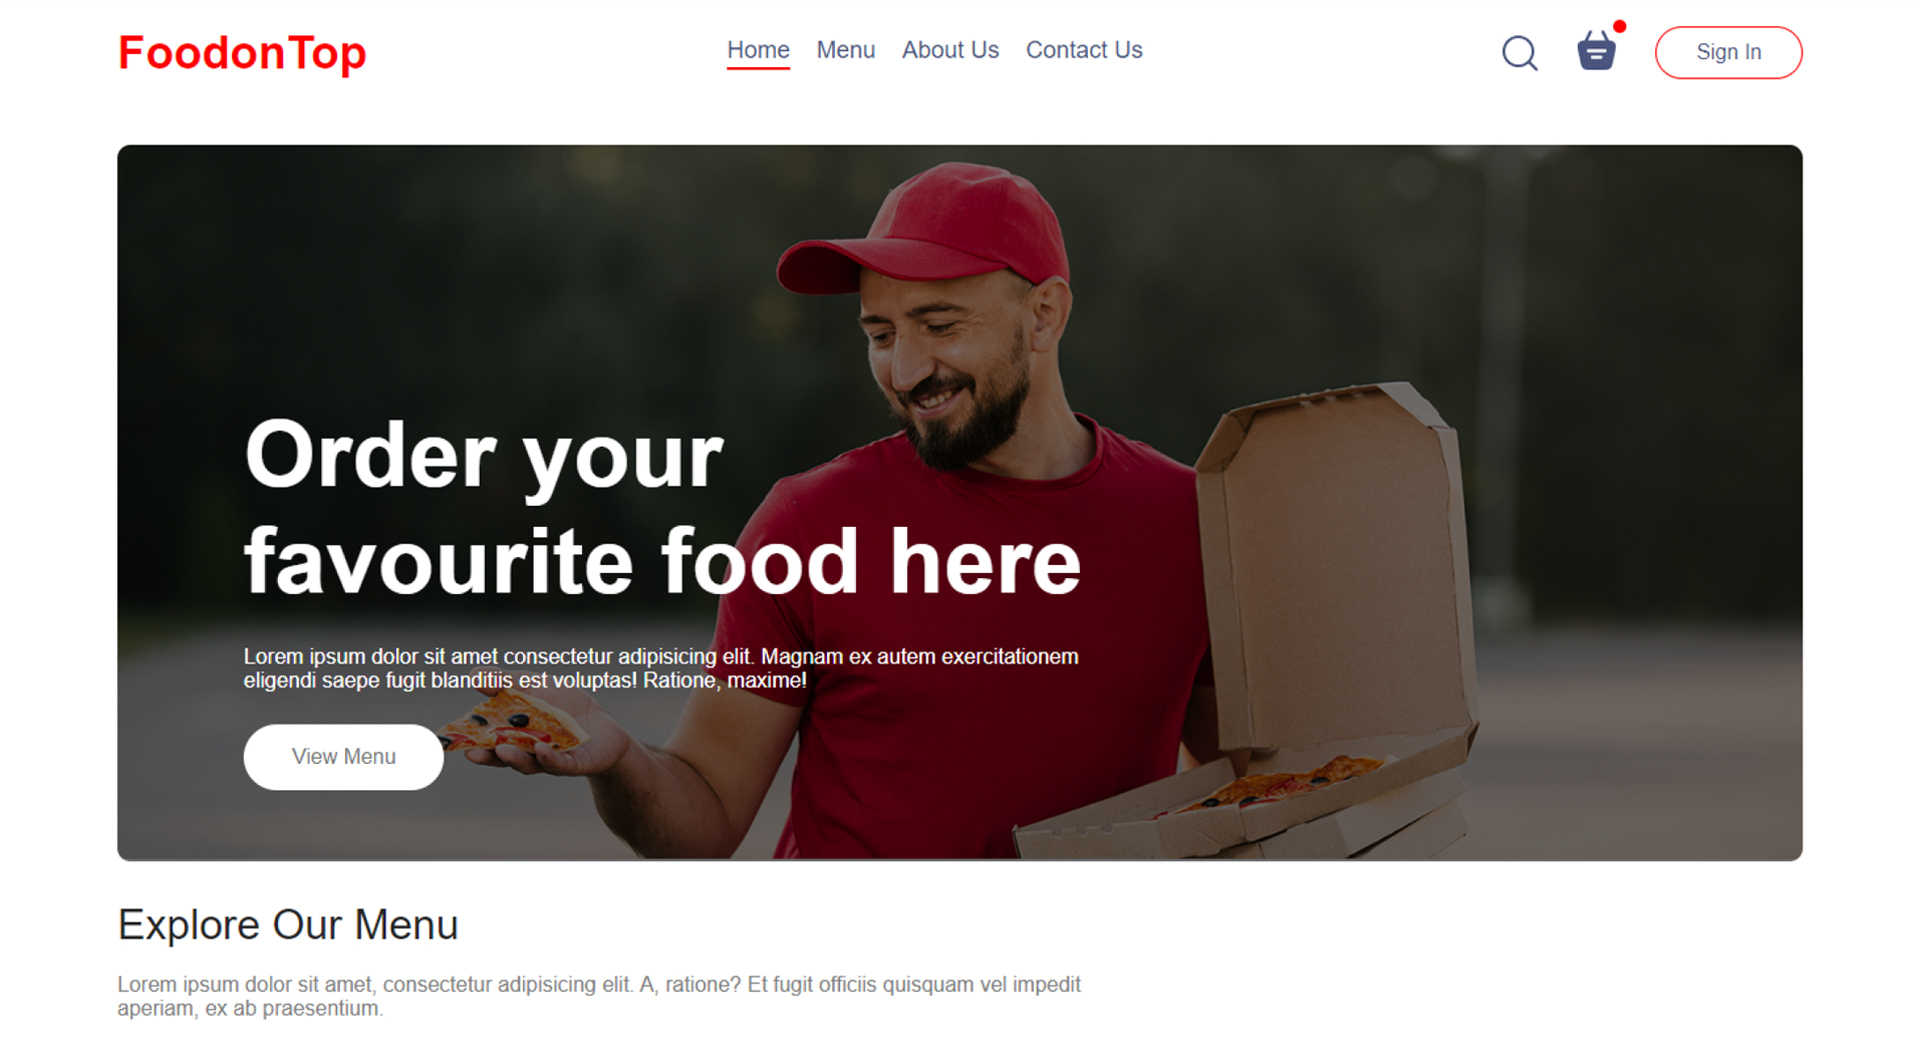 FoodonTop
Home Menu About Us Contact Us
Sign In
Order your
favourite food here
Lorem ipsum dolor sit amet consectetur adipisicing elit. Magnam ex autem exercitationem
eligendi saepe fugit blanditiis est voluptas! Ratione, maxime!
View Menu
Explore Our Menu
Lorem ipsum dolor sit amet, consectetur adipisicing elit. A, ratione? Et fugit officiis quisquam vel impedit
aperiam, ex ab praesentium.